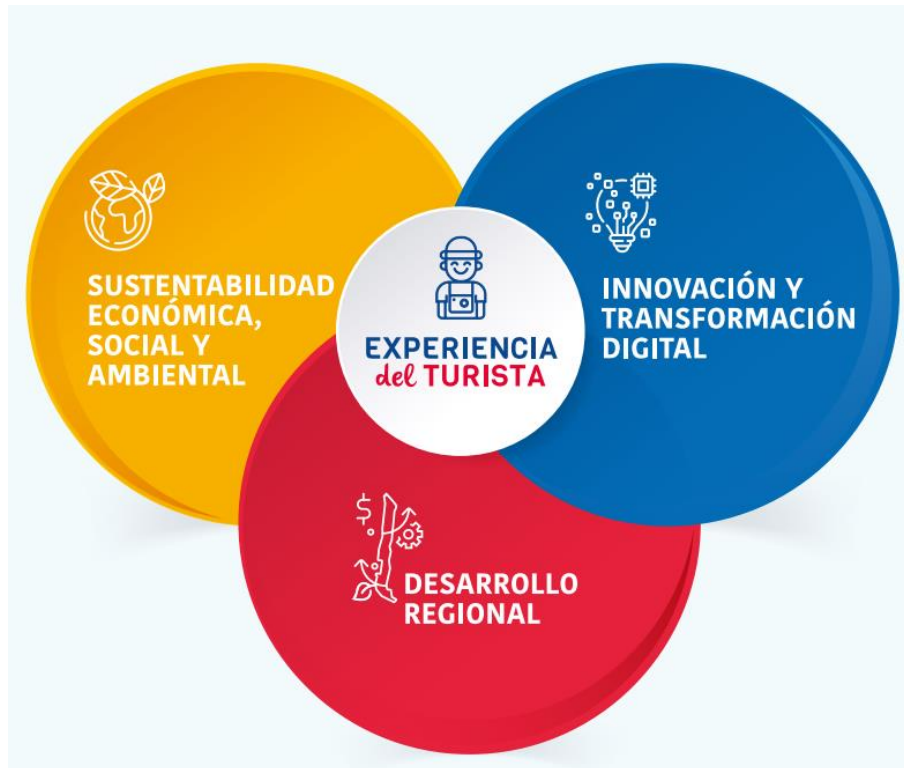 SUSTENTABILIDAD
ECONÓMICA,
SOCIAL Y
AMBIENTAL
EXPERIENCIA
del TURISTA
INNOVACIÓN Y
TRANSFORMACIÓN
DIGITAL
$
DESARROLLO
REGIONAL